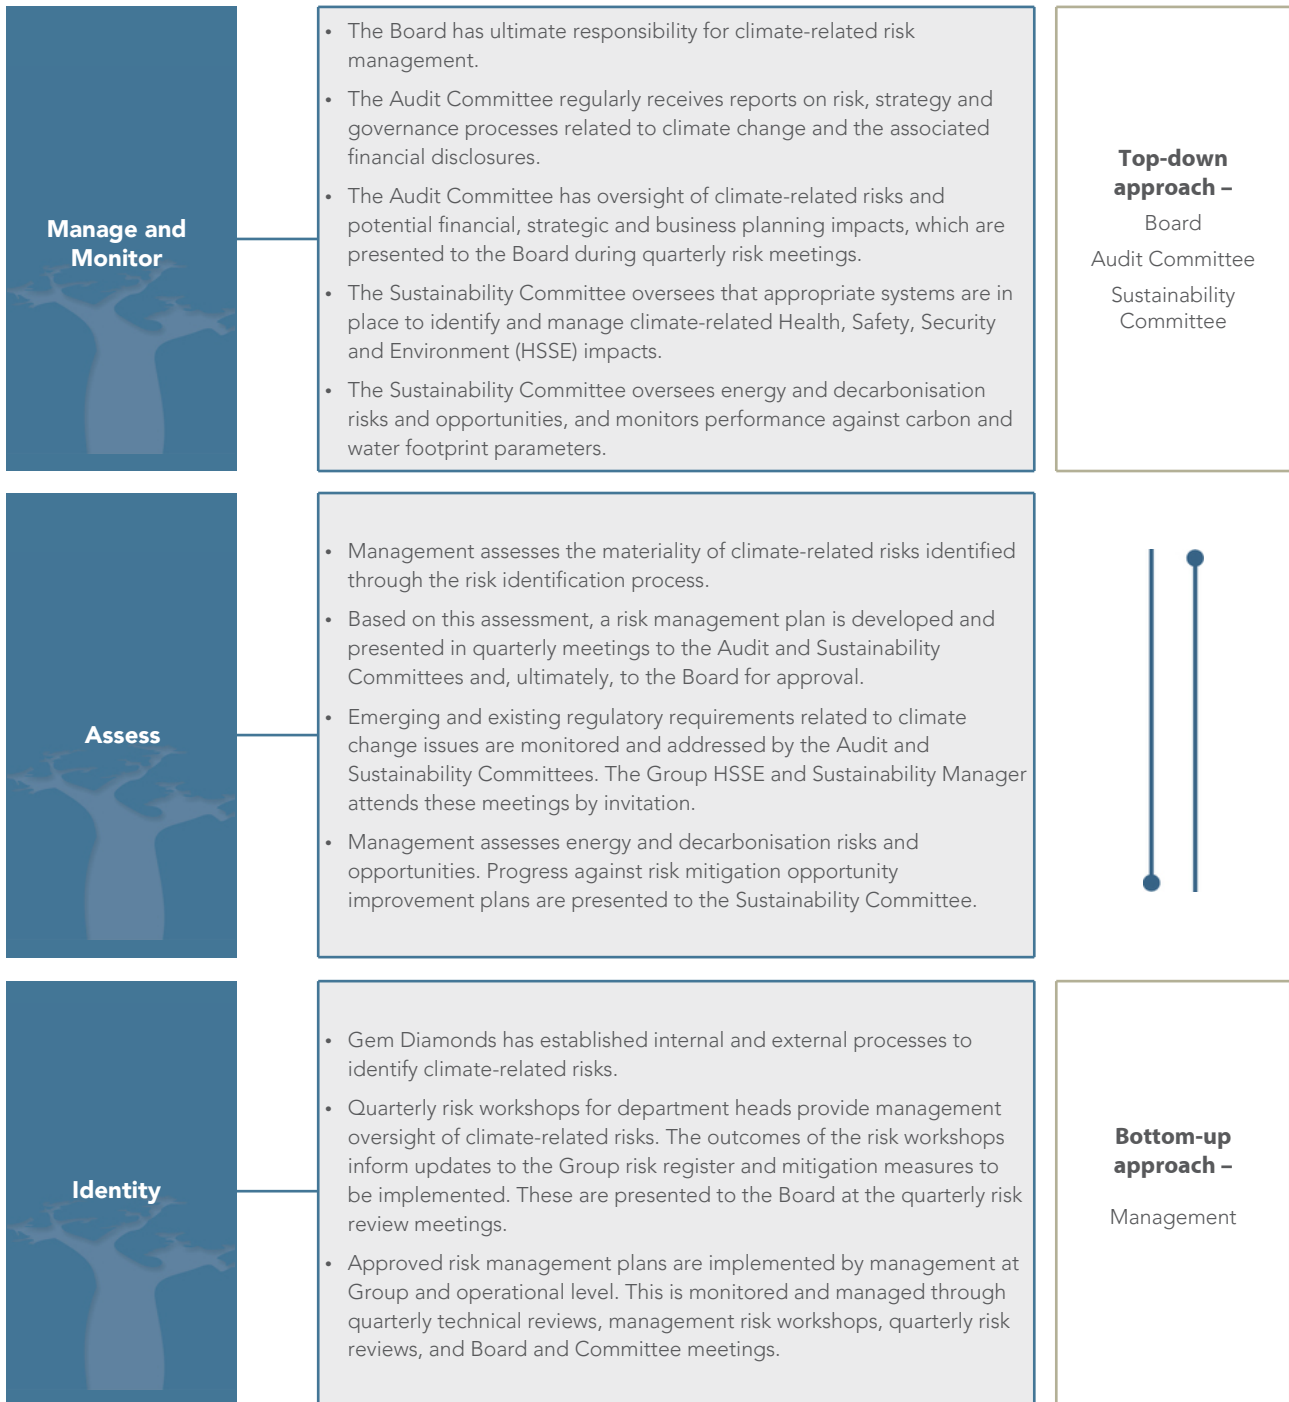 Manage and
Monitor
• The Board has ultimate responsibility for climate-related risk
management.
• The Audit Committee regularly receives reports on risk, strategy and
governance processes related to climate change and the associated
financial disclosures.
• The Audit Committee has oversight of climate-related risks and
potential financial, strategic and business planning impacts, which are
presented to the Board during quarterly risk meetings.
• The Sustainability Committee oversees that appropriate systems are in
place to identify and manage climate-related Health, Safety, Security
and Environment (HSSE) impacts.
• The Sustainability Committee oversees energy and decarbonisation
risks and opportunities, and monitors performance against carbon and
water footprint parameters.
Top-down
approach –
Board
Audit Committee
Sustainability
Committee
Assess
• Management assesses the materiality of climate-related risks identified
through the risk identification process.
• Based on this assessment, a risk management plan is developed and
presented in quarterly meetings to the Audit and Sustainability
Committees and, ultimately, to the Board for approval.
• Emerging and existing regulatory requirements related to climate
change issues are monitored and addressed by the Audit and
Sustainability Committees. The Group HSSE and Sustainability Manager
attends these meetings by invitation.
• Management assesses energy and decarbonisation risks and
opportunities. Progress against risk mitigation opportunity
improvement plans are presented to the Sustainability Committee.
Identity
• Gem Diamonds has established internal and external processes to
identify climate-related risks.
• Quarterly risk workshops for department heads provide management
oversight of climate-related risks. The outcomes of the risk workshops
inform updates to the Group risk register and mitigation measures to
be implemented. These are presented to the Board at the quarterly risk
review meetings.
• Approved risk management plans are implemented by management at
Group and operational level. This is monitored and managed through
quarterly technical reviews, management risk workshops, quarterly risk
reviews, and Board and Committee meetings.
Bottom-up
approach –
Management